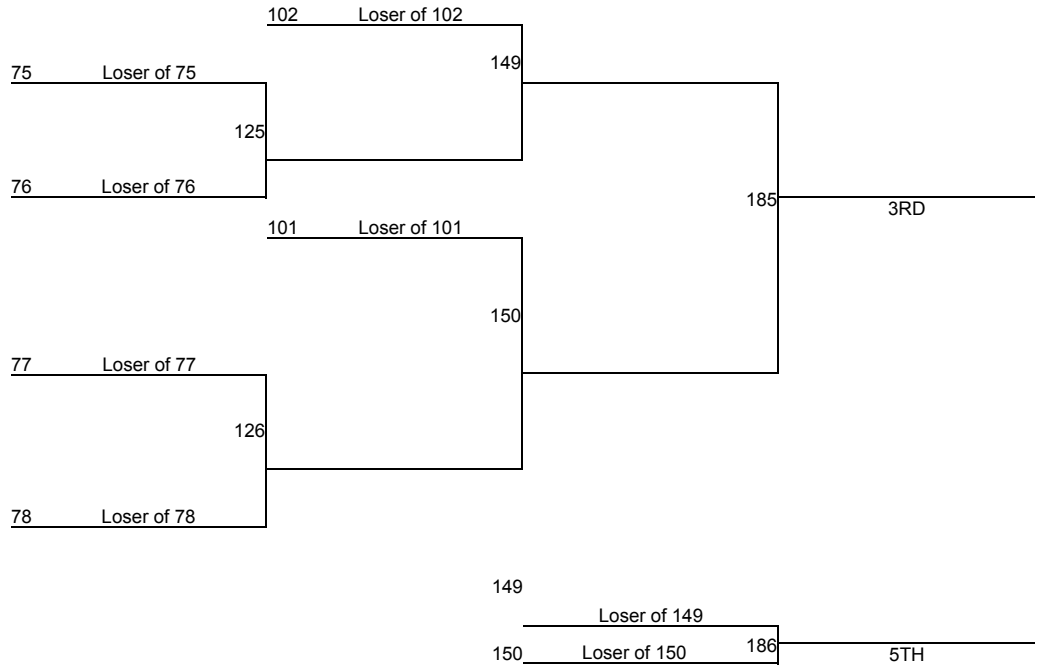 102 Loser of 102
149
75 Loser of 75
125
76 Loser of 76
185
3RD
101 Loser of 101
150
77 Loser of 77
126
78 Loser of 78
149
Loser of 149
186
150 Loser of 150
5TH